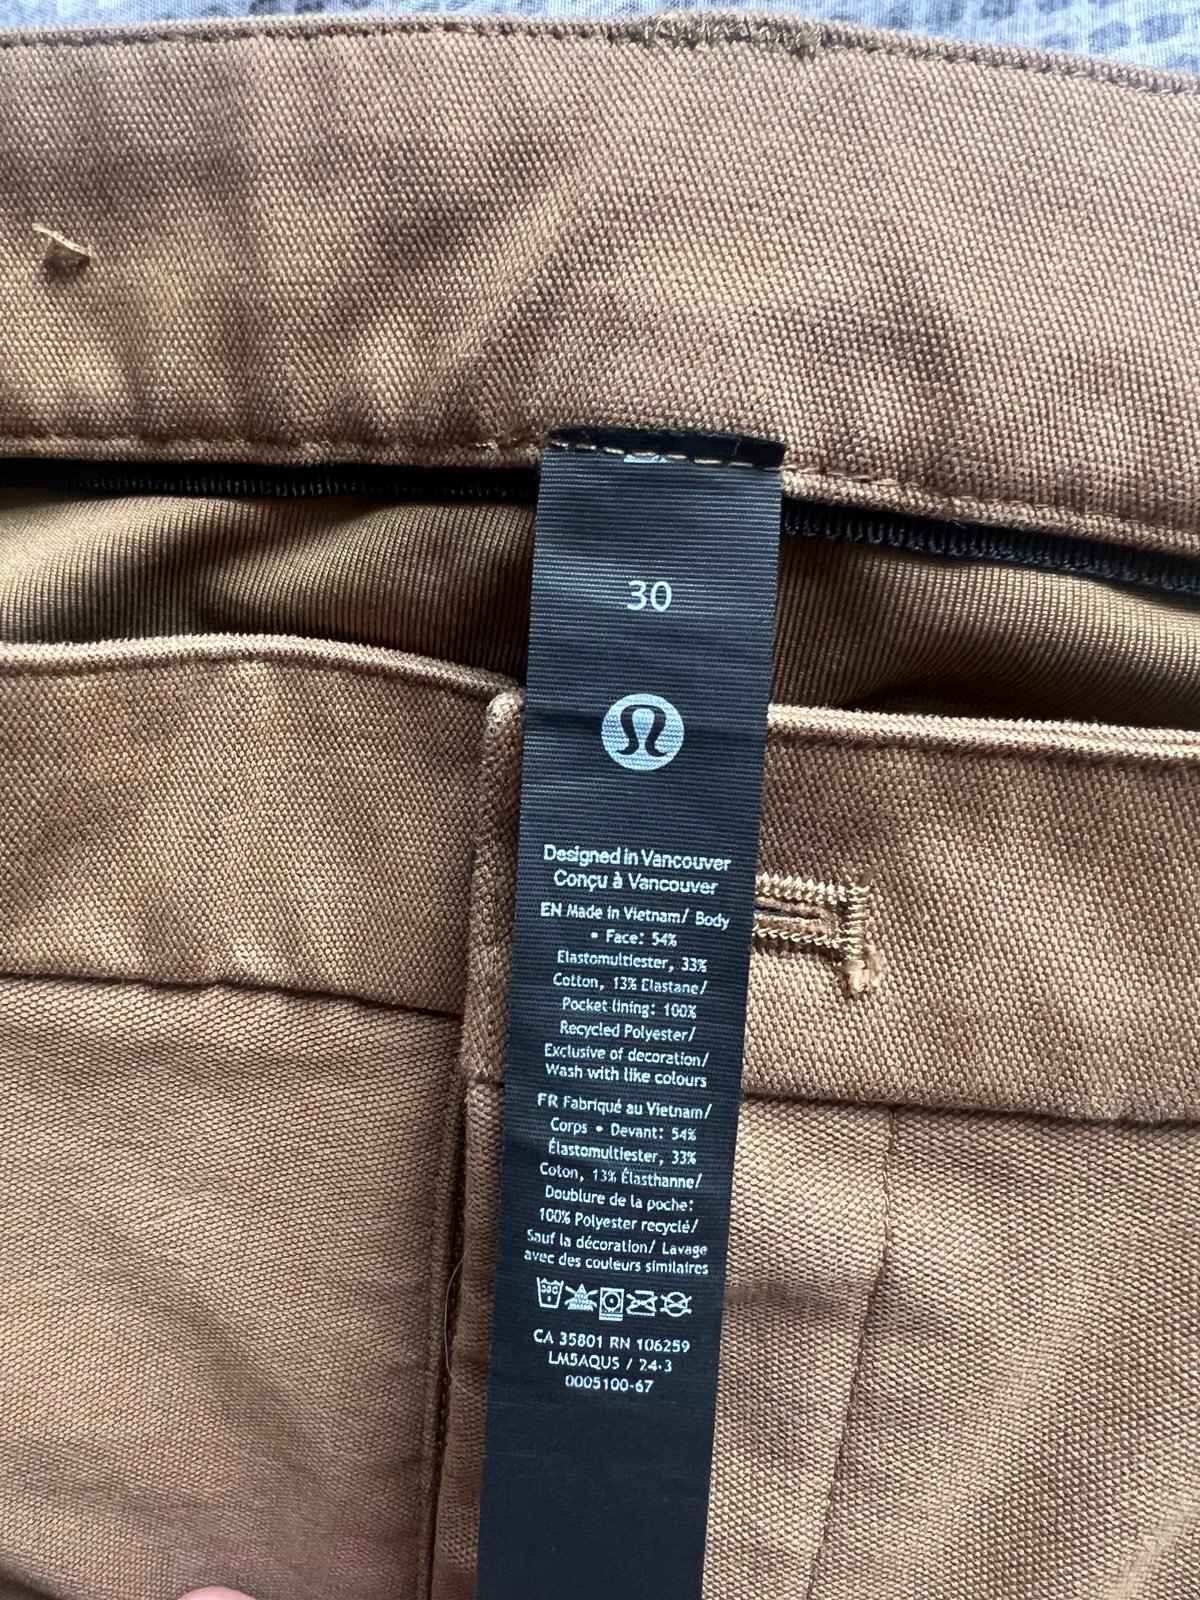 30
Designed in Vancouver
Conçu à Vancouver
EN Made in Vietnam/ Body
• Face: 54%
Elastomultiester, 33%
Cotton, 13% Elastane/
Pocket lining: 100%
Recycled Polyester/
Exclusive of decoration/
Wash with like colours
FR Fabriqué au Vietnam/
Corps • Devant: 54%
Élastomultiester, 33%
Coton, 13% Élasthanne/
Doublure de la poche:
100% Polyester recyclé/
Sauf la décoration/ Lavage
avec des couleurs similaires
30C
CA 35801 RN 106259
LM5AQUS / 24-3
0005100-67